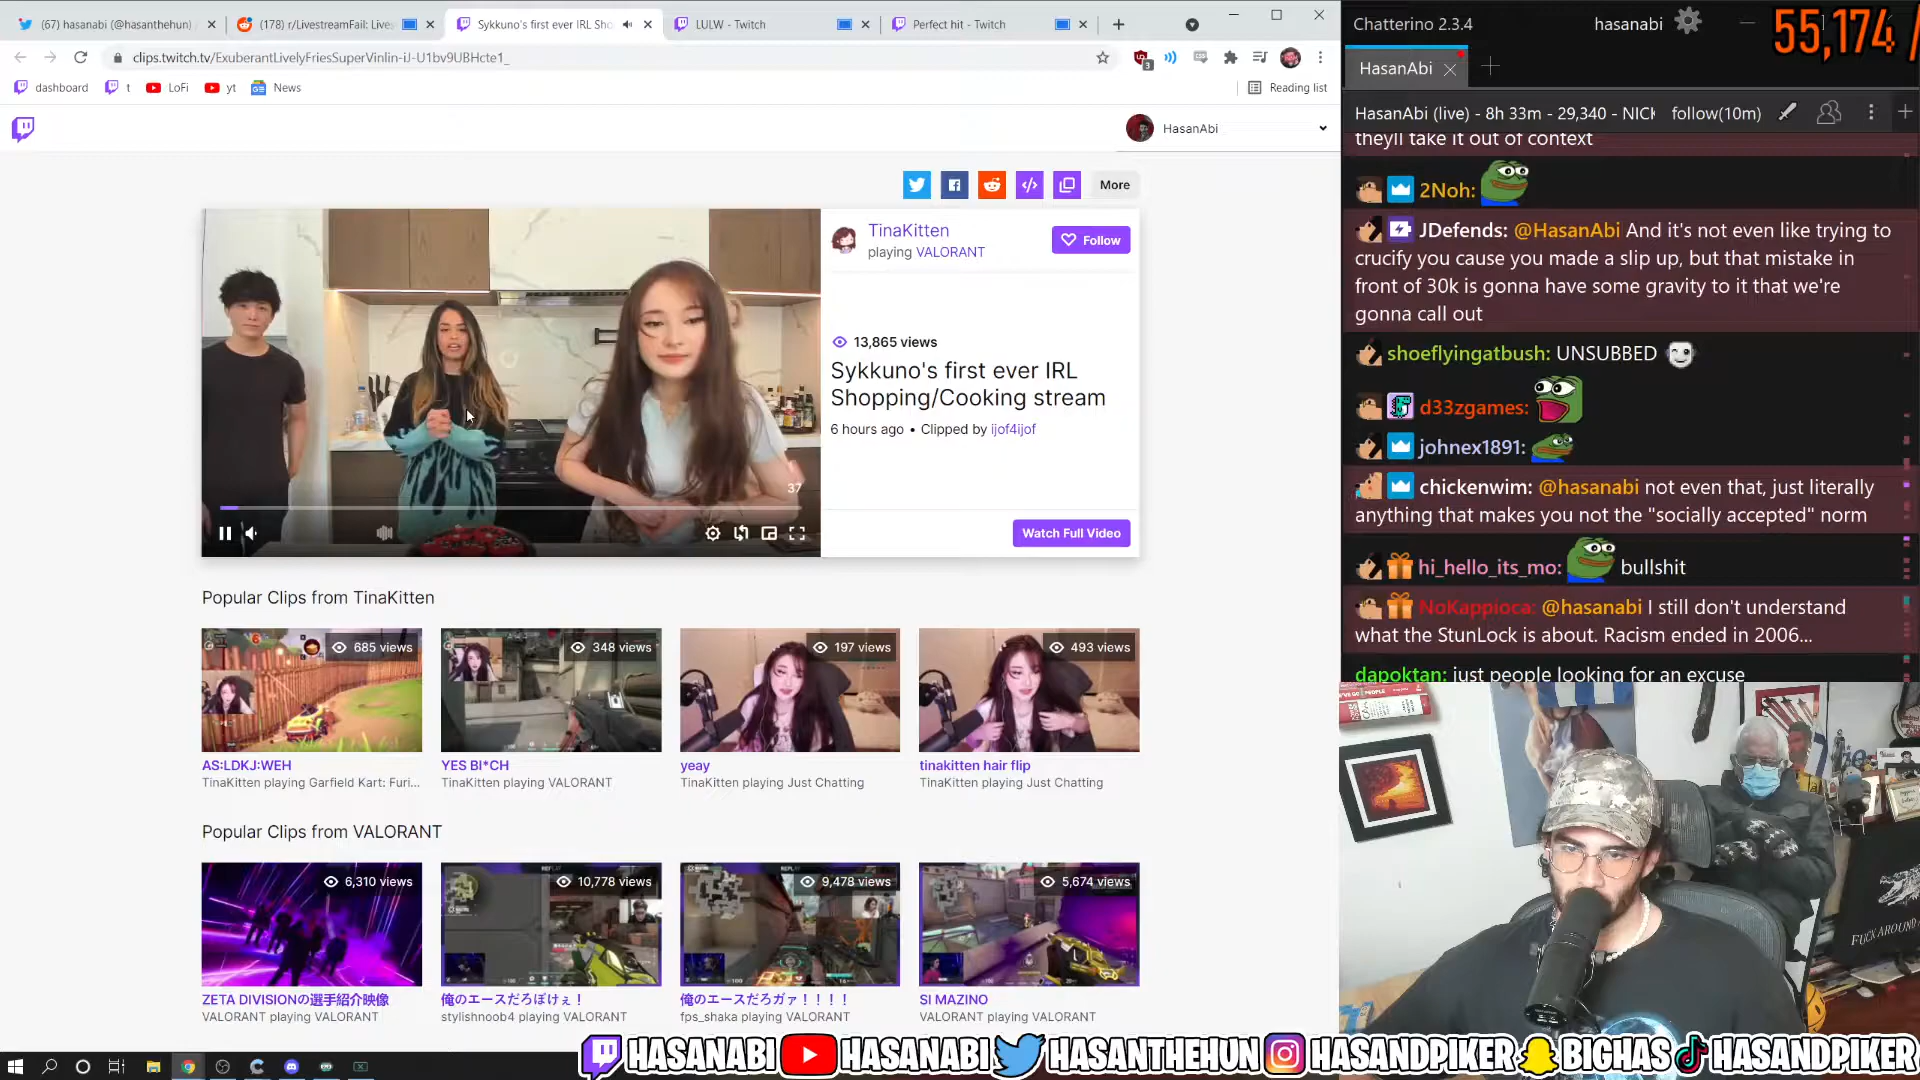 (67) hasanabi (@hasanthehun) /
(178) r/LivestreamFail: Live
Sykkuno's first ever IRL Sho
LULW - Twitch
Perfect hit - Twitch
clips.twitch.tv/ExuberantLivelyFriesSuperVinlin-iJ-U1bv9UBHcte1_
3
dashboard
t
LoFi
yt
News
Reading list
HasanAbi
More
TinaKitten
playing VALORANT
Follow
13,865 views
Sykkuno's first ever IRL
Shopping/Cooking stream
6 hours ago • Clipped by ijof4ijof
37
Watch Full Video
Popular Clips from TinaKitten
685 views
348 views
197 views
493 views
AS:LDKJ:WEH
YES BI*CH
yeay
tinakitten hair flip
TinaKitten playing Garfield Kart: Furi...
TinaKitten playing VALORANT
TinaKitten playing Just Chatting
TinaKitten playing Just Chatting
Popular Clips from VALORANT
6,310 views
10,778 views
9,478 views
5,674 views
ZETA DIVISIONの選手紹介映像
俺のエースだろぽけぇ！
俺のエースだろガァ！！！！
SI MAZINO
VALORANT playing VALORANT
stylishnoob4 playing VALORANT
fps_shaka playing VALORANT
VALORANT playing VALORANT
Chatterino 2.3.4
hasanabi
55,174 /
HasanAbi
HasanAbi (live) - 8h 33m - 29,340 - NICK
follow(10m)
theyll take it out of context
2Noh:
JDefends: @HasanAbi And it's not even like trying to
crucify you cause you made a slip up, but that mistake in
front of 30k is gonna have some gravity to it that we're
gonna call out
shoeflyingatbush: UNSUBBED
d33zgames:
johnex1891:
chickenwim: @hasanabi not even that, just literally
anything that makes you not the "socially accepted" norm
hi_hello_its_mo: bullshit
NoKappioca: @hasanabi I still don't understand
what the StunLock is about. Racism ended in 2006...
dapoktan: just people looking for an excuse
FUCK AROUND
HASANABI HASANABI HASANTHEHUN HASANDPIKER BIGHAS HASANDPIKER